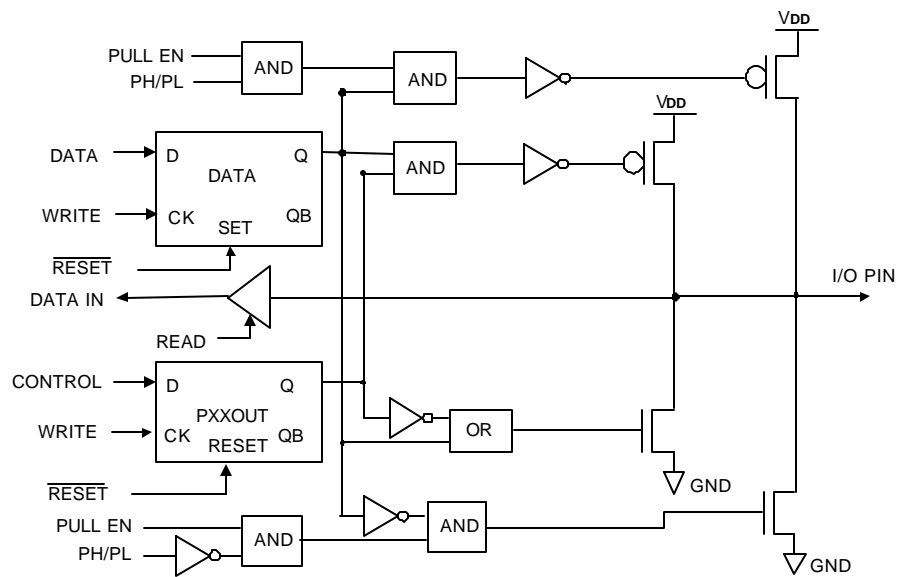 VDD
PULL EN
PH/PL
AND
AND
VDD
DATA
D
Q
DATA
AND
WRITE
CK
QB
SET
RESET
DATA IN
I/O PIN
READ
CONTROL
D
Q
PXXOUT
WRITE
CK
RESET
QB
OR
RESET
GND
PULL EN
AND
AND
PH/PL
GND